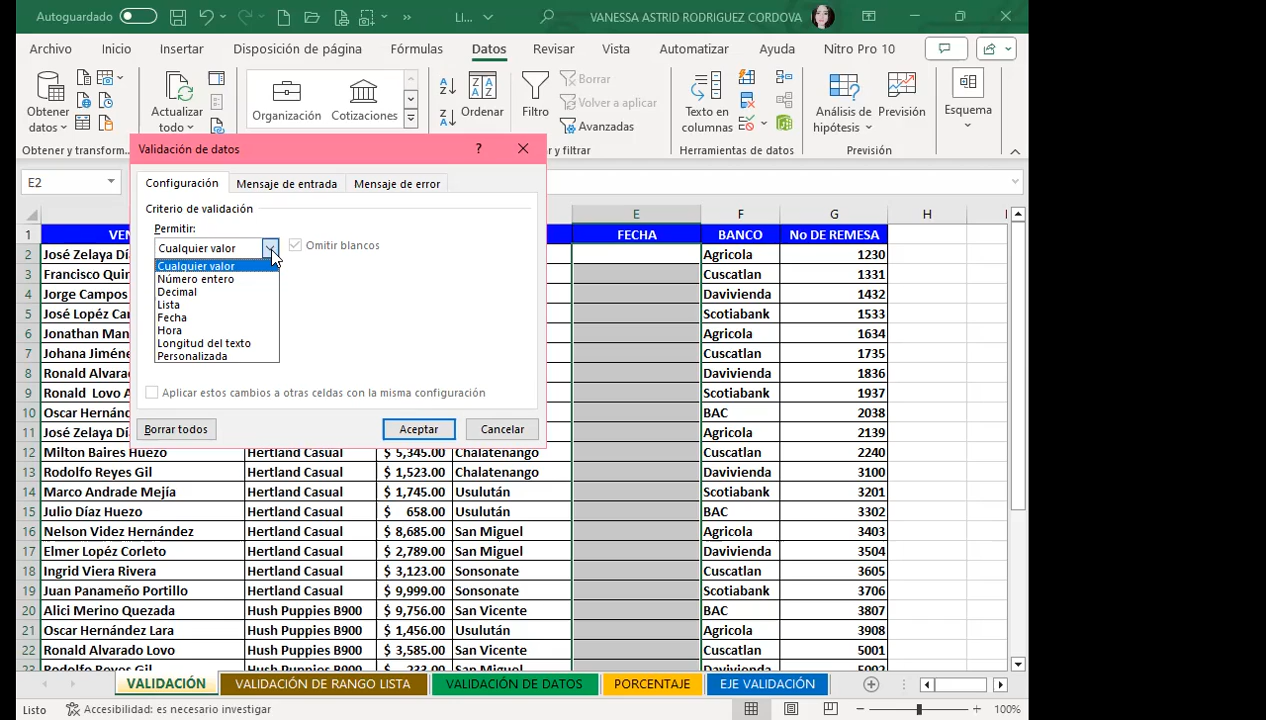 Autoguardado
LI...
VANESSA ASTRID RODRIGUEZ CORDOVA
Archivo Inicio Insertar Disposición de página Fórmulas Datos Revisar Vista Automatizar Ayuda Nitro Pro 10
Obtener datos
Actualizar todo
Organización
Cotizaciones
Ordenar
Filtro
Borrar
Volver a aplicar
Avanzadas
Texto en columnas
Análisis de hipótesis
Previsión
Esquema
Obtener y transform.
y filtrar
Herramientas de datos
Previsión
Validación de datos ?
E2
Configuración Mensaje de entrada Mensaje de error
Criterio de validación
Permitir:
Cualquier valor
Omitir blancos
Cualquier valor
Número entero
Decimal
Lista
Fecha
Hora
Longitud del texto
Personalizada
Aplicar estos cambios a otras celdas con la misma configuración
Borrar todos Aceptar Cancelar
E F G H I
1 VEN FECHA BANCO No DE REMESA
2 José Zelaya Dí Agricola 1230
3 Francisco Quin Cuscatlan 1331
4 Jorge Campos Davivienda 1432
5 José Lopéz Car Scotiabank 1533
6 Jonathan Man Agricola 1634
7 Johana Jiméne Cuscatlan 1735
8 Ronald Alvarad Davivienda 1836
9 Ronald Lovo A Scotiabank 1937
10 Oscar Hernánd BAC 2038
11 José Zelaya Dí Agricola 2139
12 Milton Baires Huezo Hertland Casual $ 5,345.00 Chalatenango Cuscatlan 2240
13 Rodolfo Reyes Gil Hertland Casual $ 1,523.00 Chalatenango Davivienda 3100
14 Marco Andrade Mejía Hertland Casual $ 1,745.00 Usulután Scotiabank 3201
15 Julio Díaz Huezo Hertland Casual $ 658.00 Usulután BAC 3302
16 Nelson Videz Hernández Hertland Casual $ 8,685.00 San Miguel Agricola 3403
17 Elmer Lopéz Corleto Hertland Casual $ 2,789.00 San Miguel Davivienda 3504
18 Ingrid Viera Rivera Hertland Casual $ 3,123.00 Sonsonate Cuscatlan 3605
19 Juan Panameño Portillo Hertland Casual $ 9,999.00 Sonsonate Scotiabank 3706
20 Alici Merino Quezada Hush Puppies B900 $ 9,756.00 San Vicente BAC 3807
21 Oscar Hernández Lara Hush Puppies B900 $ 1,456.00 Usulután Agricola 3908
22 Ronald Alvarado Lovo Hush Puppies B900 $ 3,585.00 San Vicente Cuscatlan 5001
23 Rodolfo Reyes Gil Hush Puppies B900 $ 233.00 San Miguel Davivienda 5002
VALIDACIÓN VALIDACIÓN DE RANGO LISTA VALIDACIÓN DE DATOS PORCENTAJE EJE VALIDACIÓN
Listo Accesibilidad: es necesario investigar 100%